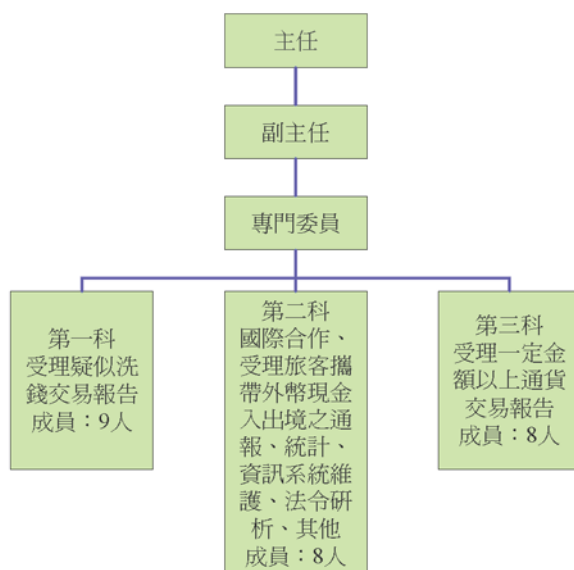 主任
副主任
專門委員
第一科
受理疑似洗
錢交易報告
成員：9人
第二科
國際合作、
受理旅客攜
帶外幣現金
入出境之通
報、統計、
資訊系統維
護、法令研
析、其他
成員：8人
第三科
受理一定金
額以上通貨
交易報告
成員：8人